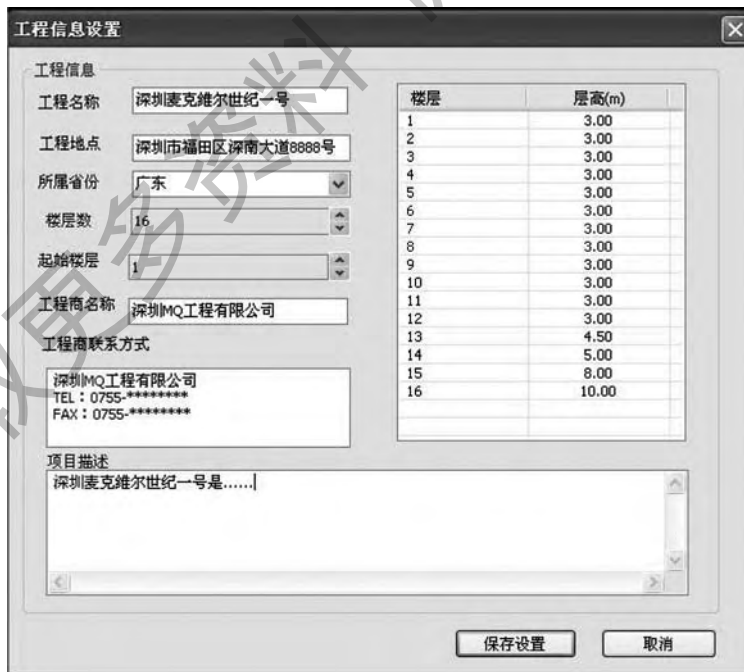 工程信息设置
工程信息
工程名称 深圳麦克维尔世纪一号
工程地点 深圳市福田区深南大道8888号
所属省份 广东
楼层数 16
起始楼层 1
工程商名称 深圳MQ工程有限公司
工程商联系方式
深圳MQ工程有限公司
TEL：0755-********
FAX：0755-********
楼层 层高(m)
1 3.00
2 3.00
3 3.00
4 3.00
5 3.00
6 3.00
7 3.00
8 3.00
9 3.00
10 3.00
11 3.00
12 3.00
13 4.50
14 5.00
15 8.00
16 10.00
项目描述
深圳麦克维尔世纪一号是……
保存设置 取消
更多资料